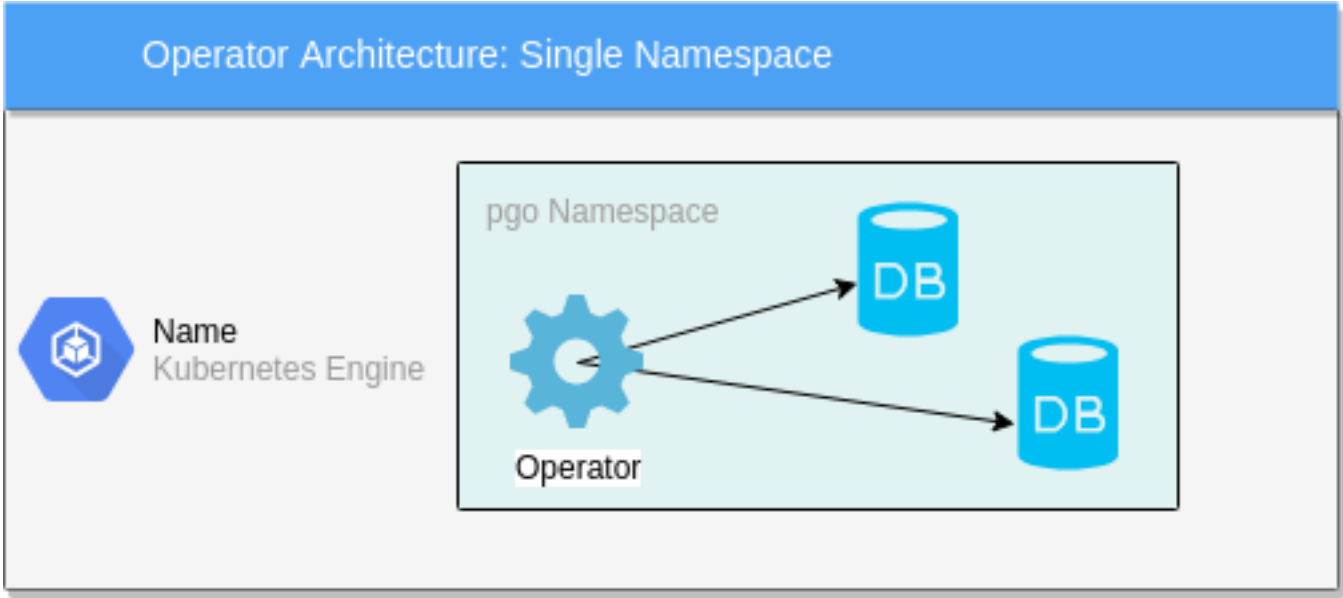 Operator Architecture: Single Namespace
pgo Namespace
DB
Name
Kubernetes Engine
DB
Operator